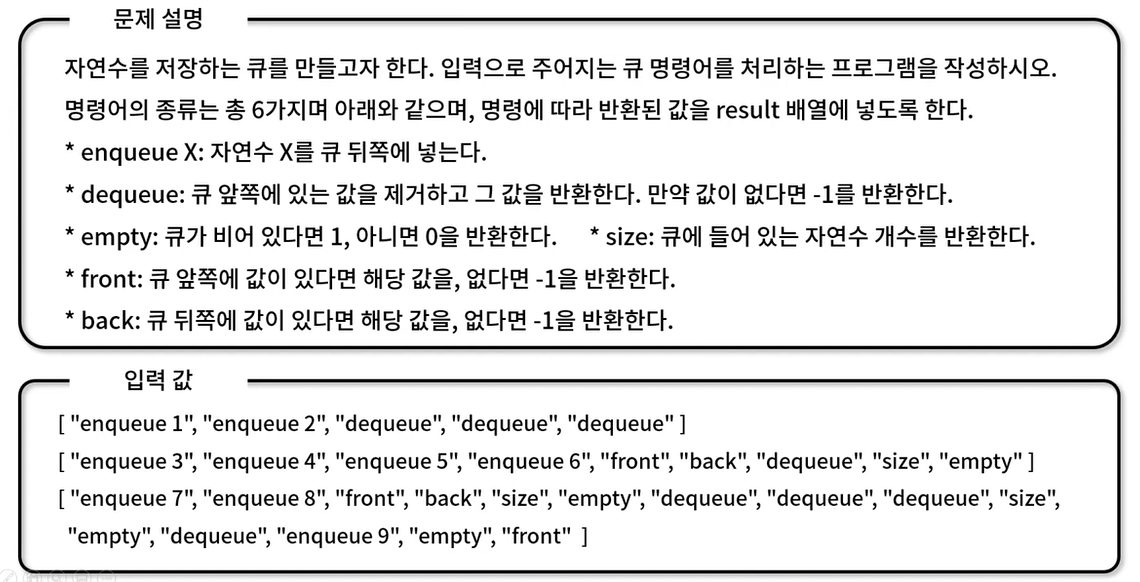 문제 설명
자연수를 저장하는 큐를 만들고자 한다. 입력으로 주어지는 큐 명령어를 처리하는 프로그램을 작성하시오.
명령어의 종류는 총 6가지며 아래와 같으며, 명령에 따라 반환된 값을 result 배열에 넣도록 한다.
* enqueue X: 자연수 X를 큐 뒤쪽에 넣는다.
* dequeue: 큐 앞쪽에 있는 값을 제거하고 그 값을 반환한다. 만약 값이 없다면 -1를 반환한다.
* empty: 큐가 비어 있다면 1, 아니면 0을 반환한다. * size: 큐에 들어 있는 자연수 개수를 반환한다.
* front: 큐 앞쪽에 값이 있다면 해당 값을, 없다면 -1을 반환한다.
* back: 큐 뒤쪽에 값이 있다면 해당 값을, 없다면 -1을 반환한다.
입력 값
[ "enqueue 1", "enqueue 2", "dequeue", "dequeue", "dequeue" ]
[ "enqueue 3", "enqueue 4", "enqueue 5", "enqueue 6", "front", "back", "dequeue", "size", "empty" ]
[ "enqueue 7", "enqueue 8", "front", "back", "size", "empty", "dequeue", "dequeue", "dequeue", "size",
"empty", "dequeue", "enqueue 9", "empty", "front" ]